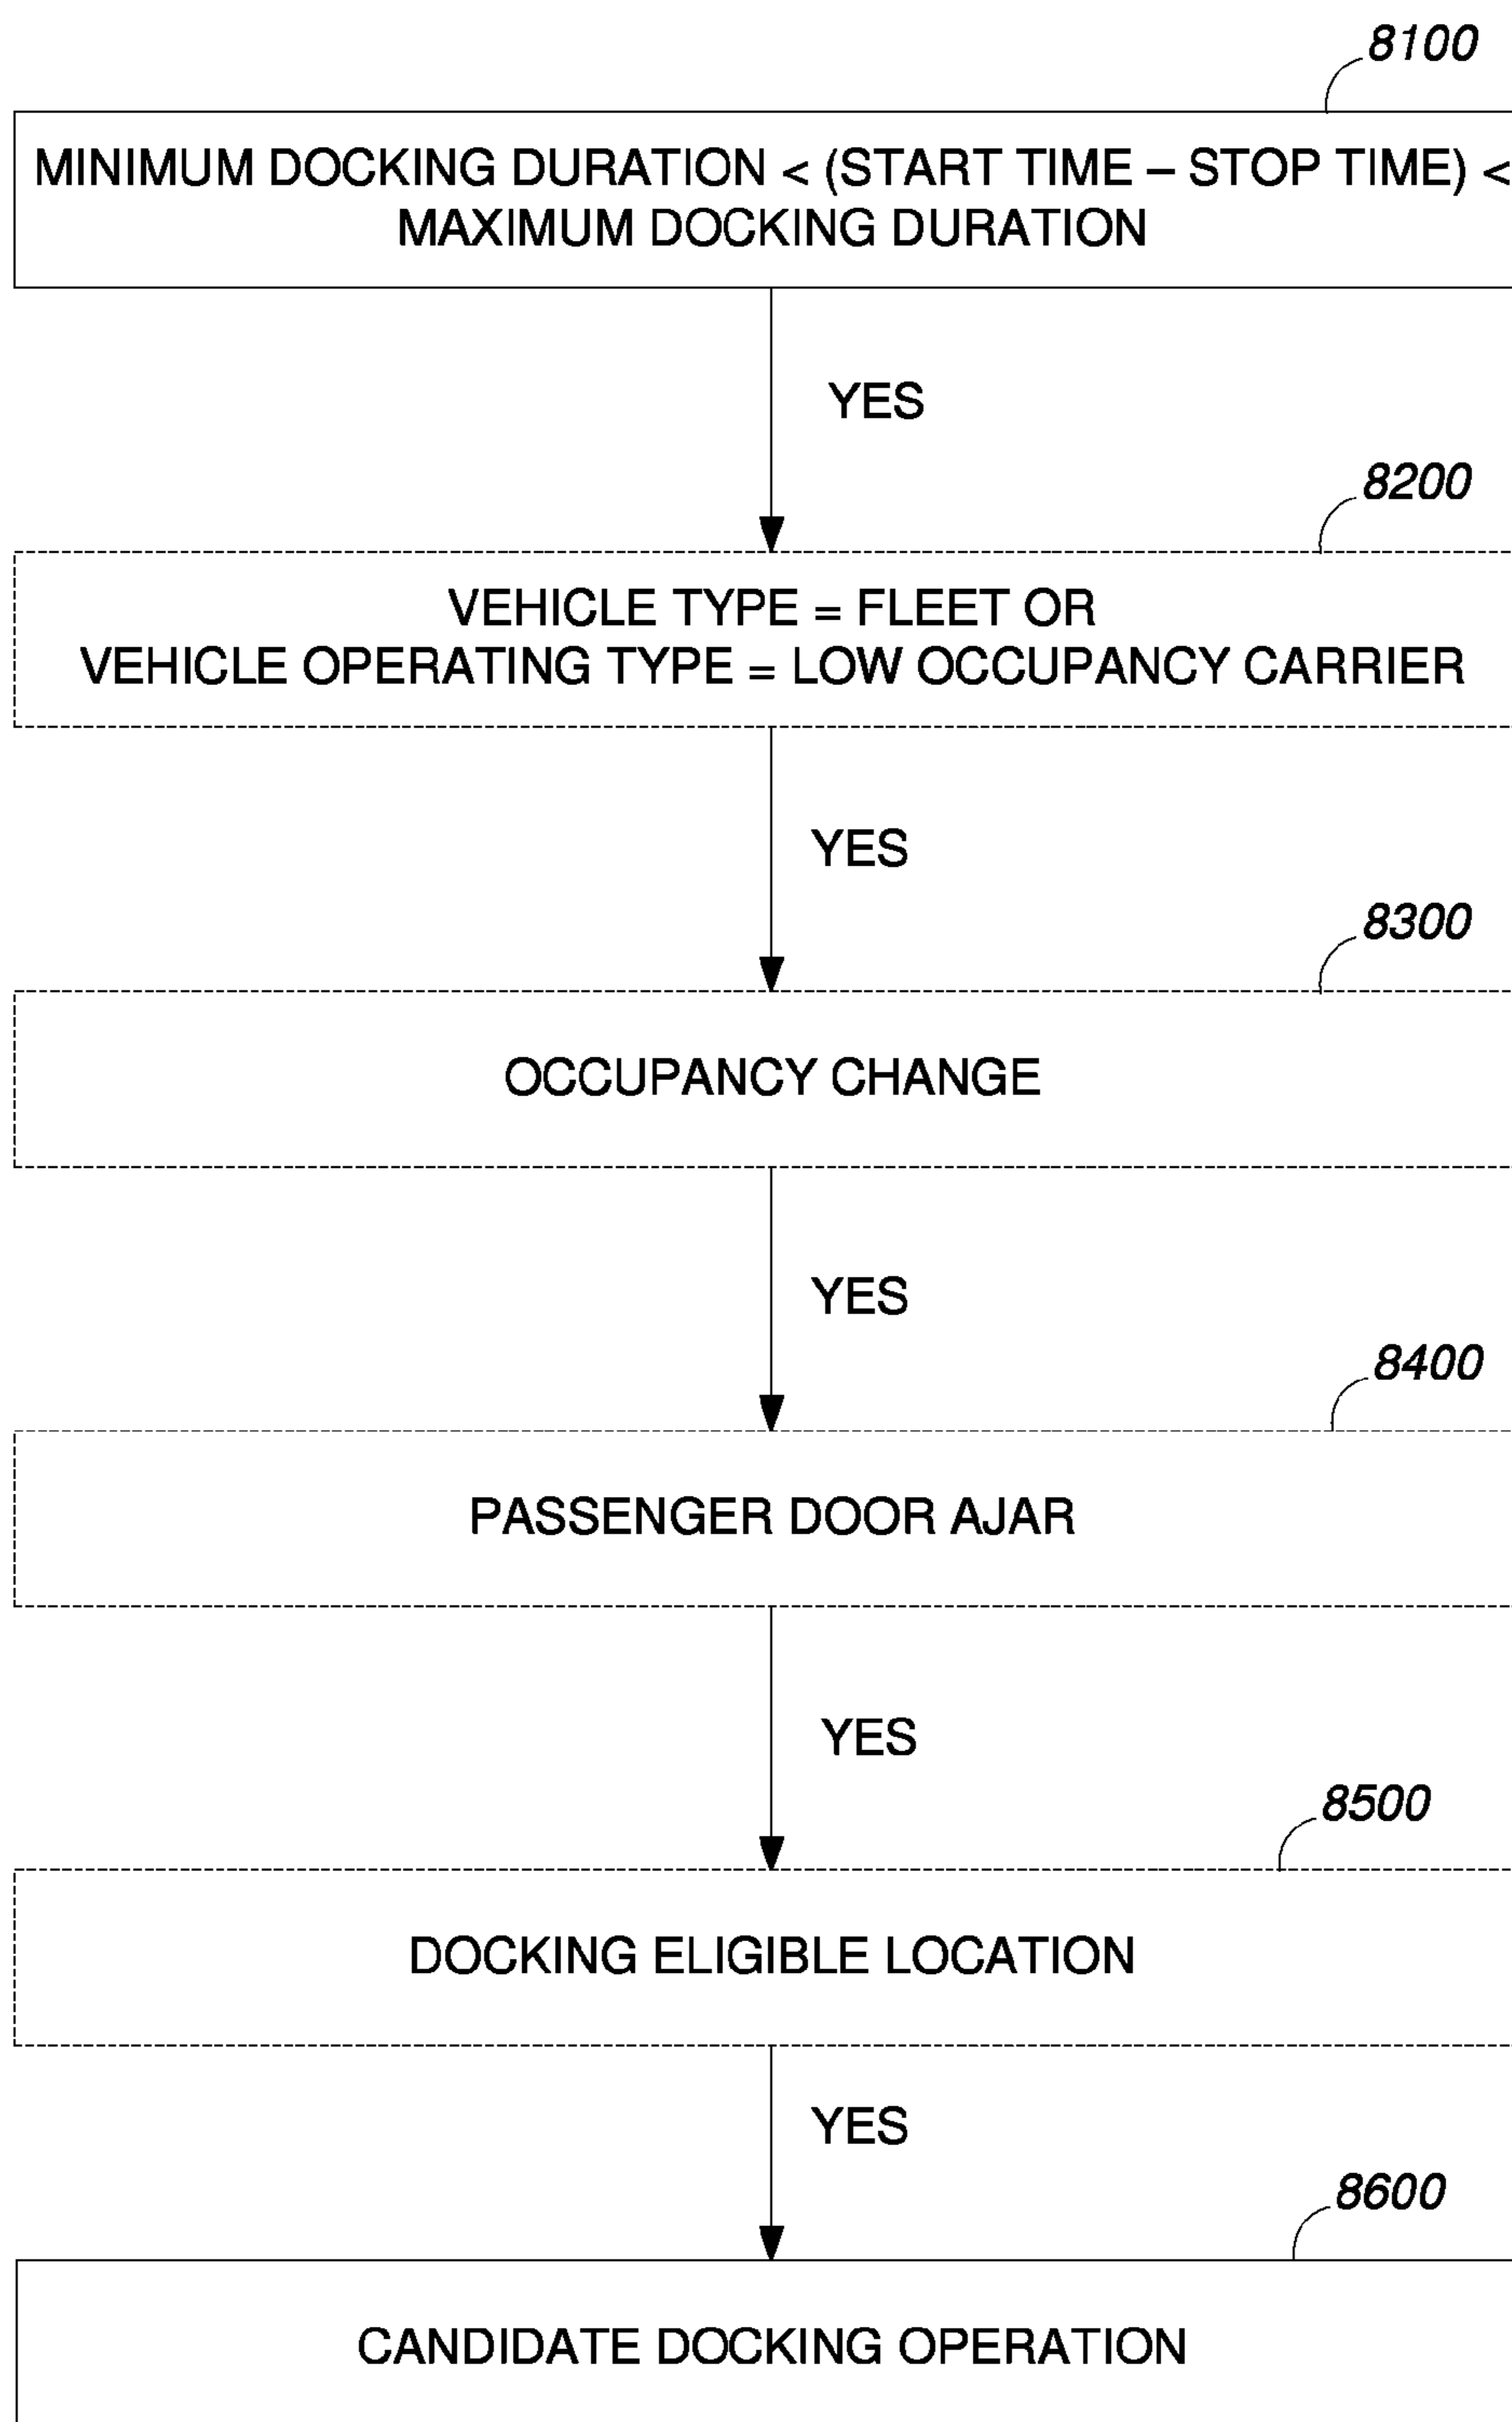 8100
MINIMUM DOCKING DURATION < (START TIME – STOP TIME) <
MAXIMUM DOCKING DURATION
YES
8200
VEHICLE TYPE = FLEET OR
VEHICLE OPERATING TYPE = LOW OCCUPANCY CARRIER
YES
8300
OCCUPANCY CHANGE
YES
8400
PASSENGER DOOR AJAR
YES
8500
DOCKING ELIGIBLE LOCATION
YES
8600
CANDIDATE DOCKING OPERATION